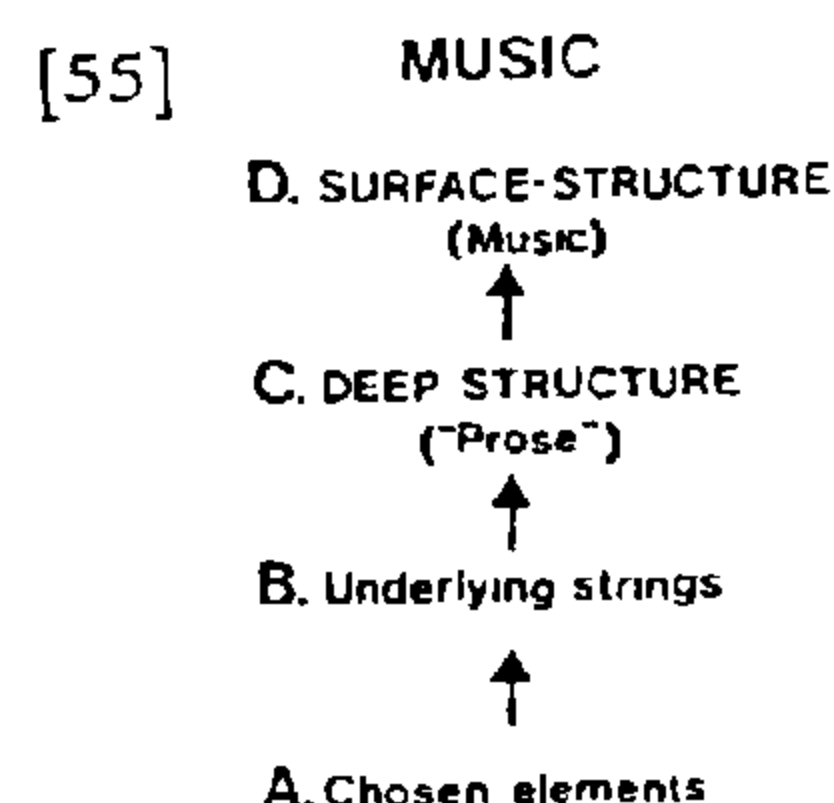 [55] MUSIC
D. SURFACE-STRUCTURE
(Music)
C. DEEP STRUCTURE
("Prose")
B. Underlying strings
A. Chosen elements